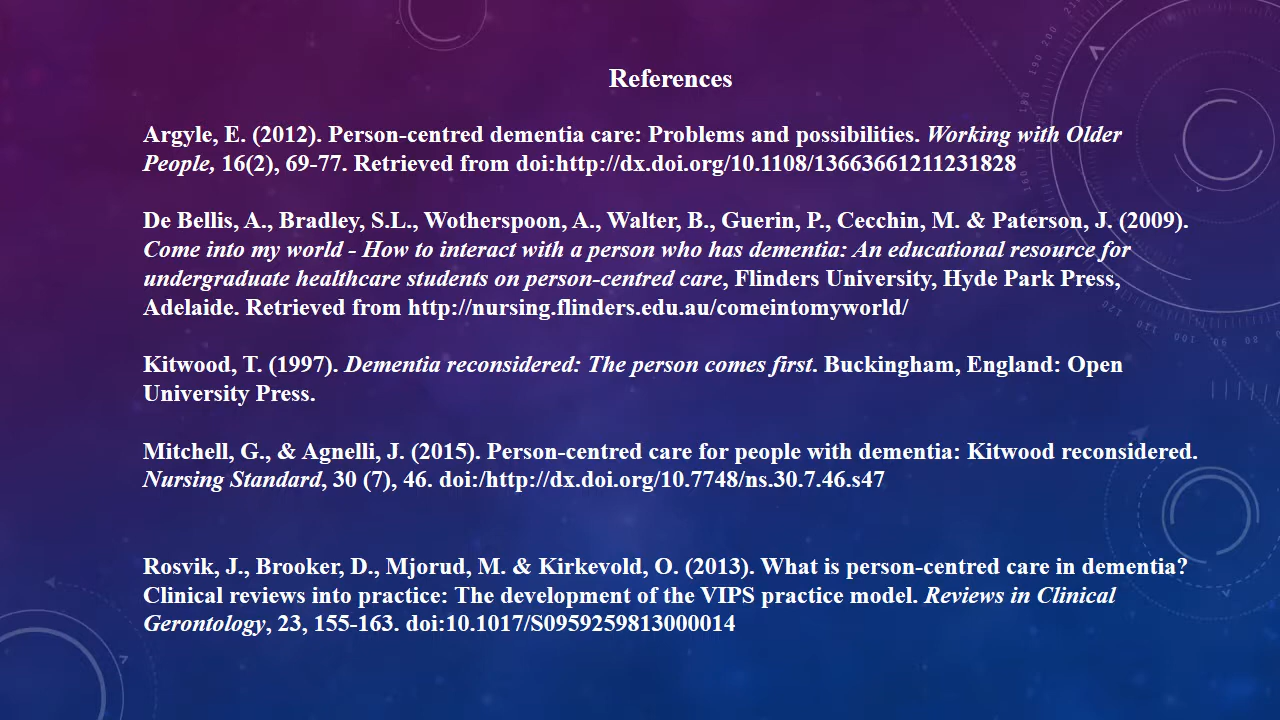 References
Argyle, E. (2012). Person-centred dementia care: Problems and possibilities. Working with Older
People, 16(2), 69-77. Retrieved from doi:http://dx.doi.org/10.1108/13663661211231828
De Bellis, A., Bradley, S.L., Wotherspoon, A., Walter, B., Guerin, P., Cecchin, M. & Paterson, J. (2009).
Come into my world - How to interact with a person who has dementia: An educational resource for
undergraduate healthcare students on person-centred care, Flinders University, Hyde Park Press,
Adelaide. Retrieved from http://nursing.flinders.edu.au/comeintomyworld/
Kitwood, T. (1997). Dementia reconsidered: The person comes first. Buckingham, England: Open
University Press.
Mitchell, G., & Agnelli, J. (2015). Person-centred care for people with dementia: Kitwood reconsidered.
Nursing Standard, 30 (7), 46. doi:/http://dx.doi.org/10.7748/ns.30.7.46.s47
Rosvik, J., Brooker, D., Mjorud, M. & Kirkevold, O. (2013). What is person-centred care in dementia?
Clinical reviews into practice: The development of the VIPS practice model. Reviews in Clinical
Gerontology, 23, 155-163. doi:10.1017/S0959259813000014